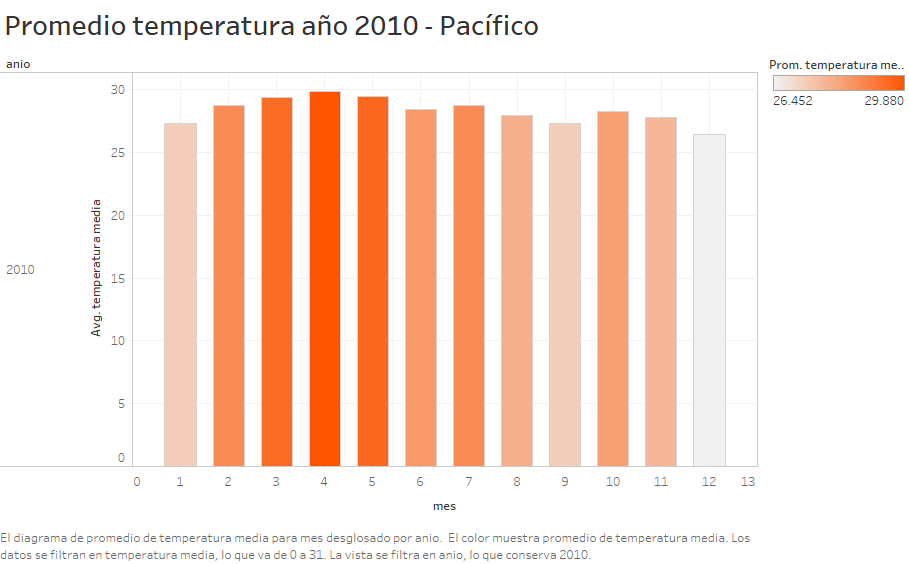 Promedio temperatura año 2010 - Pacífico
anio
Prom. temperatura me..
26.452 29.880
30
25
20
15
10
5
0
Avg. temperatura media
2010
0 1 2 3 4 5 6 7 8 9 10 11 12 13
mes
El diagrama de promedio de temperatura media para mes desglosado por anio.  El color muestra promedio de temperatura media. Los
datos se filtran en temperatura media, lo que va de 0 a 31. La vista se filtra en anio, lo que conserva 2010.